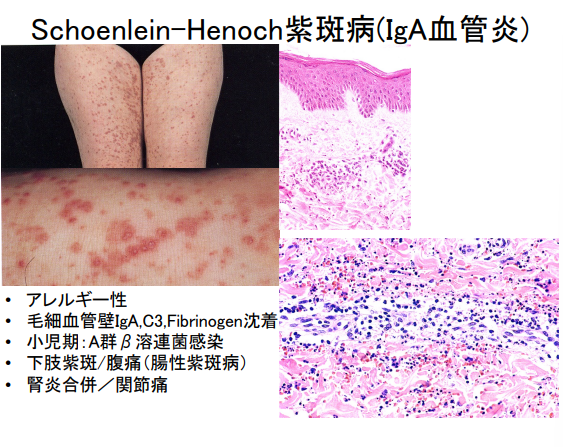 Schoenlein-Henoch紫斑病(IgA血管炎)
• アレルギー性
• 毛細血管壁IgA,C3,Fibrinogen沈着
• 小児期：A群β溶連菌感染
• 下肢紫斑/腹痛（腸性紫斑病）
• 腎炎合併／関節痛